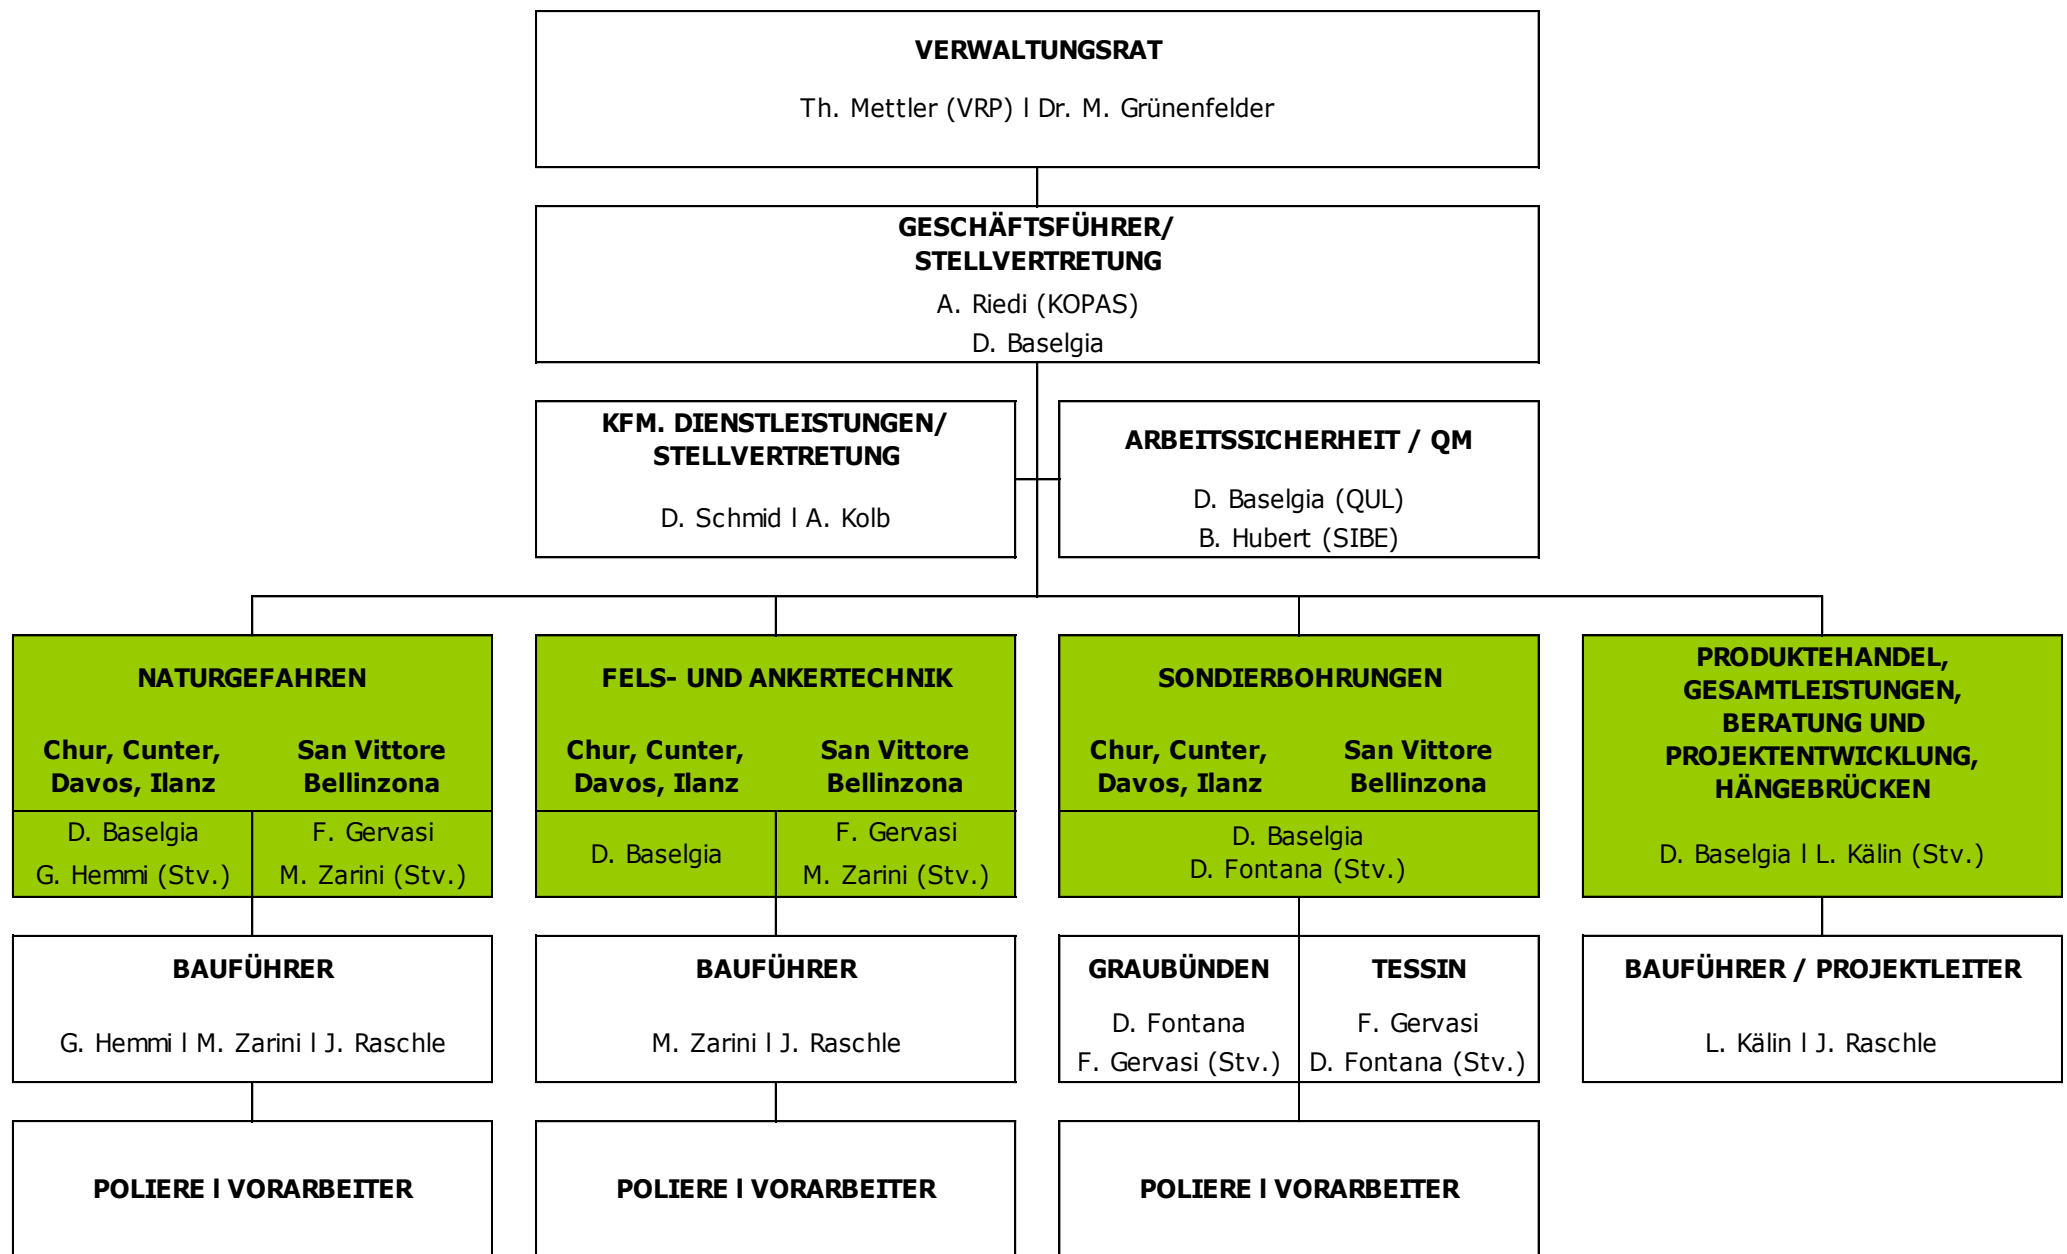 VERWALTUNGSRAT
Th. Mettler (VRP) l Dr. M. Grünenfelder
GESCHÄFTSFÜHRER/
STELLVERTRETUNG
A. Riedi (KOPAS)
D. Baselgia
KFM. DIENSTLEISTUNGEN/
STELLVERTRETUNG
D. Schmid l A. Kolb
ARBEITSSICHERHEIT / QM
D. Baselgia (QUL)
B. Hubert (SIBE)
NATURGEFAHREN
Chur, Cunter,
Davos, Ilanz
San Vittore
Bellinzona
D. Baselgia
G. Hemmi (Stv.)
F. Gervasi
M. Zarini (Stv.)
FELS- UND ANKERTECHNIK
Chur, Cunter,
Davos, Ilanz
San Vittore
Bellinzona
D. Baselgia
F. Gervasi
M. Zarini (Stv.)
SONDIERBOHRUNGEN
Chur, Cunter,
Davos, Ilanz
San Vittore
Bellinzona
D. Baselgia
D. Fontana (Stv.)
PRODUKTEHANDEL,
GESAMTLEISTUNGEN,
BERATUNG UND
PROJEKTENTWICKLUNG,
HÄNGEBRÜCKEN
D. Baselgia l L. Kälin (Stv.)
BAUFÜHRER
G. Hemmi l M. Zarini l J. Raschle
BAUFÜHRER
M. Zarini l J. Raschle
GRAUBÜNDEN
D. Fontana
F. Gervasi (Stv.)
TESSIN
F. Gervasi
D. Fontana (Stv.)
BAUFÜHRER / PROJEKTLEITER
L. Kälin l J. Raschle
POLIERE l VORARBEITER
POLIERE l VORARBEITER
POLIERE l VORARBEITER